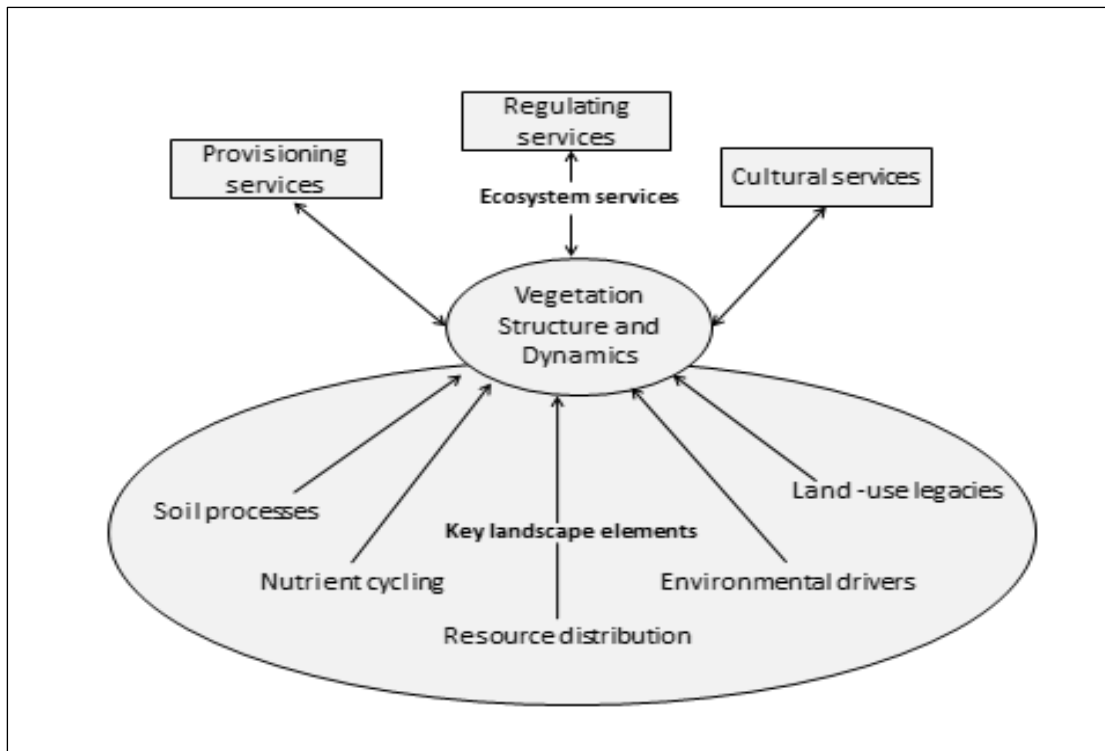 Regulating
services
Provisioning
services
Cultural services
Ecosystem services
Vegetation
Structure and
Dynamics
Land -use legacies
Soil processes
Key landscape elements
Nutrient cycling
Environmental drivers
Resource distribution